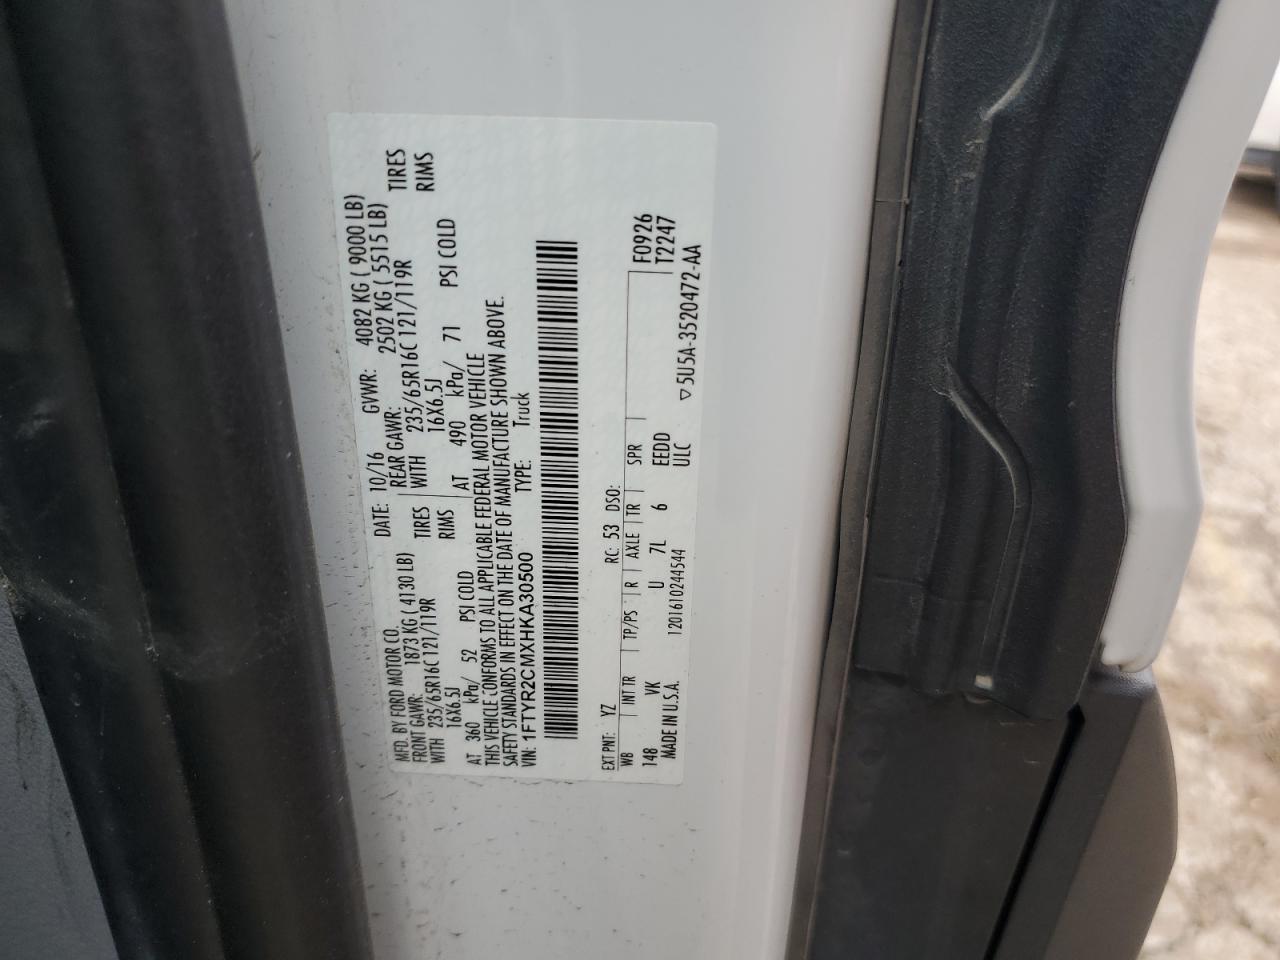 MFD. BY FORD MOTOR CO. DATE: 10/16 GVWR: 4082 KG ( 9000 LB)
FRONT GAWR: 1873 KG ( 4130 LB) REAR GAWR: 2502 KG ( 5515 LB)
WITH 235/65R16C 121/119R TIRES WITH 235/65R16C 121/119R TIRES
16X6.5J RIMS 16X6.5J RIMS
AT 360 kPa/ 52 PSI COLD AT 490 kPa/ 71 PSI COLD
THIS VEHICLE CONFORMS TO ALL APPLICABLE FEDERAL MOTOR VEHICLE
SAFETY STANDARDS IN EFFECT ON THE DATE OF MANUFACTURE SHOWN ABOVE.
VIN: 1FTYR2CMXHKA30500 TYPE: Truck
EXT PNT: YZ RC: 53 DSO: F0926
WB INT TR TP/PS R AXLE TR SPR T2247
148 VK U 7L 6 EEDD
MADE IN U.S.A. 1201610244544 ULC ▽5U5A-3520472-AA